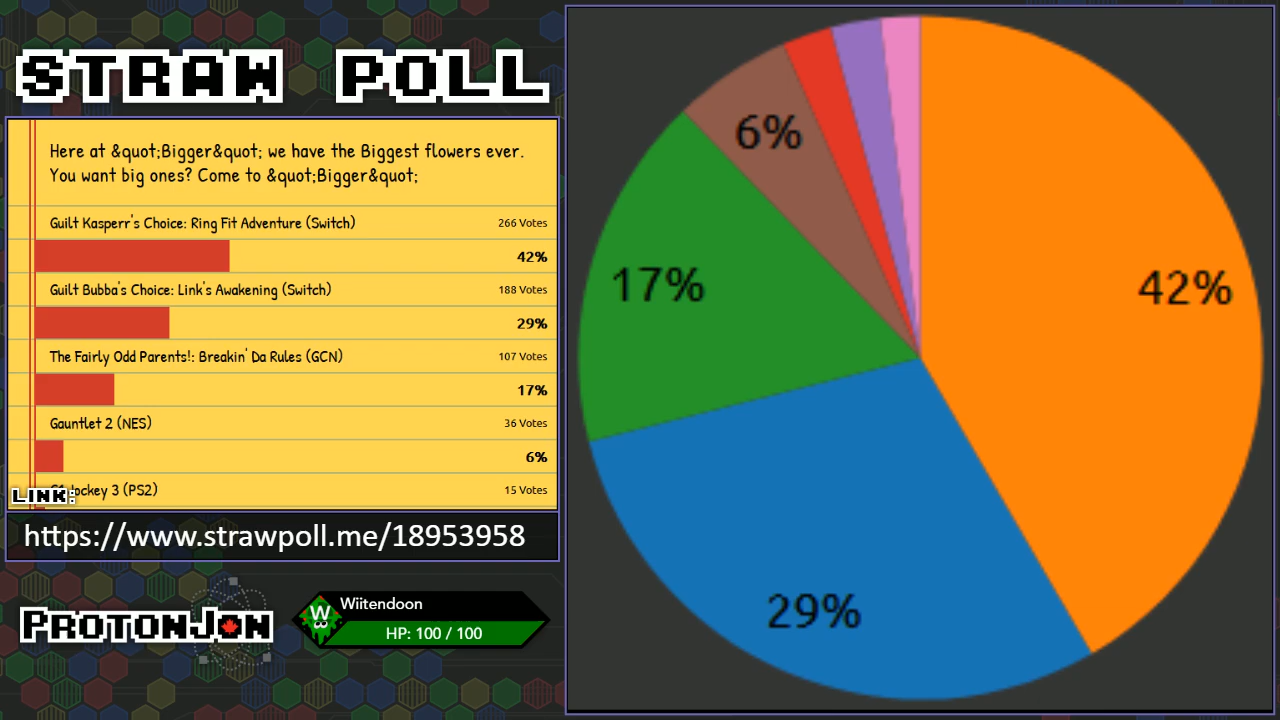 STRAW POLL
Here at &quot;Bigger&quot; we have the Biggest flowers ever.
You want big ones? Come to &quot;Bigger&quot;
Guilt Kasperr's Choice: Ring Fit Adventure (Switch) 266 Votes
42%
Guilt Bubba's Choice: Link's Awakening (Switch) 188 Votes
29%
The Fairly Odd Parents!: Breakin' Da Rules (GCN) 107 Votes
17%
Gauntlet 2 (NES) 36 Votes
6%
Jockey 3 (PS2) 15 Votes
LINK:
https://www.strawpoll.me/18953958
PROTONJON
W
Wiitendoon
HP: 100 / 100
6%
17%
42%
29%